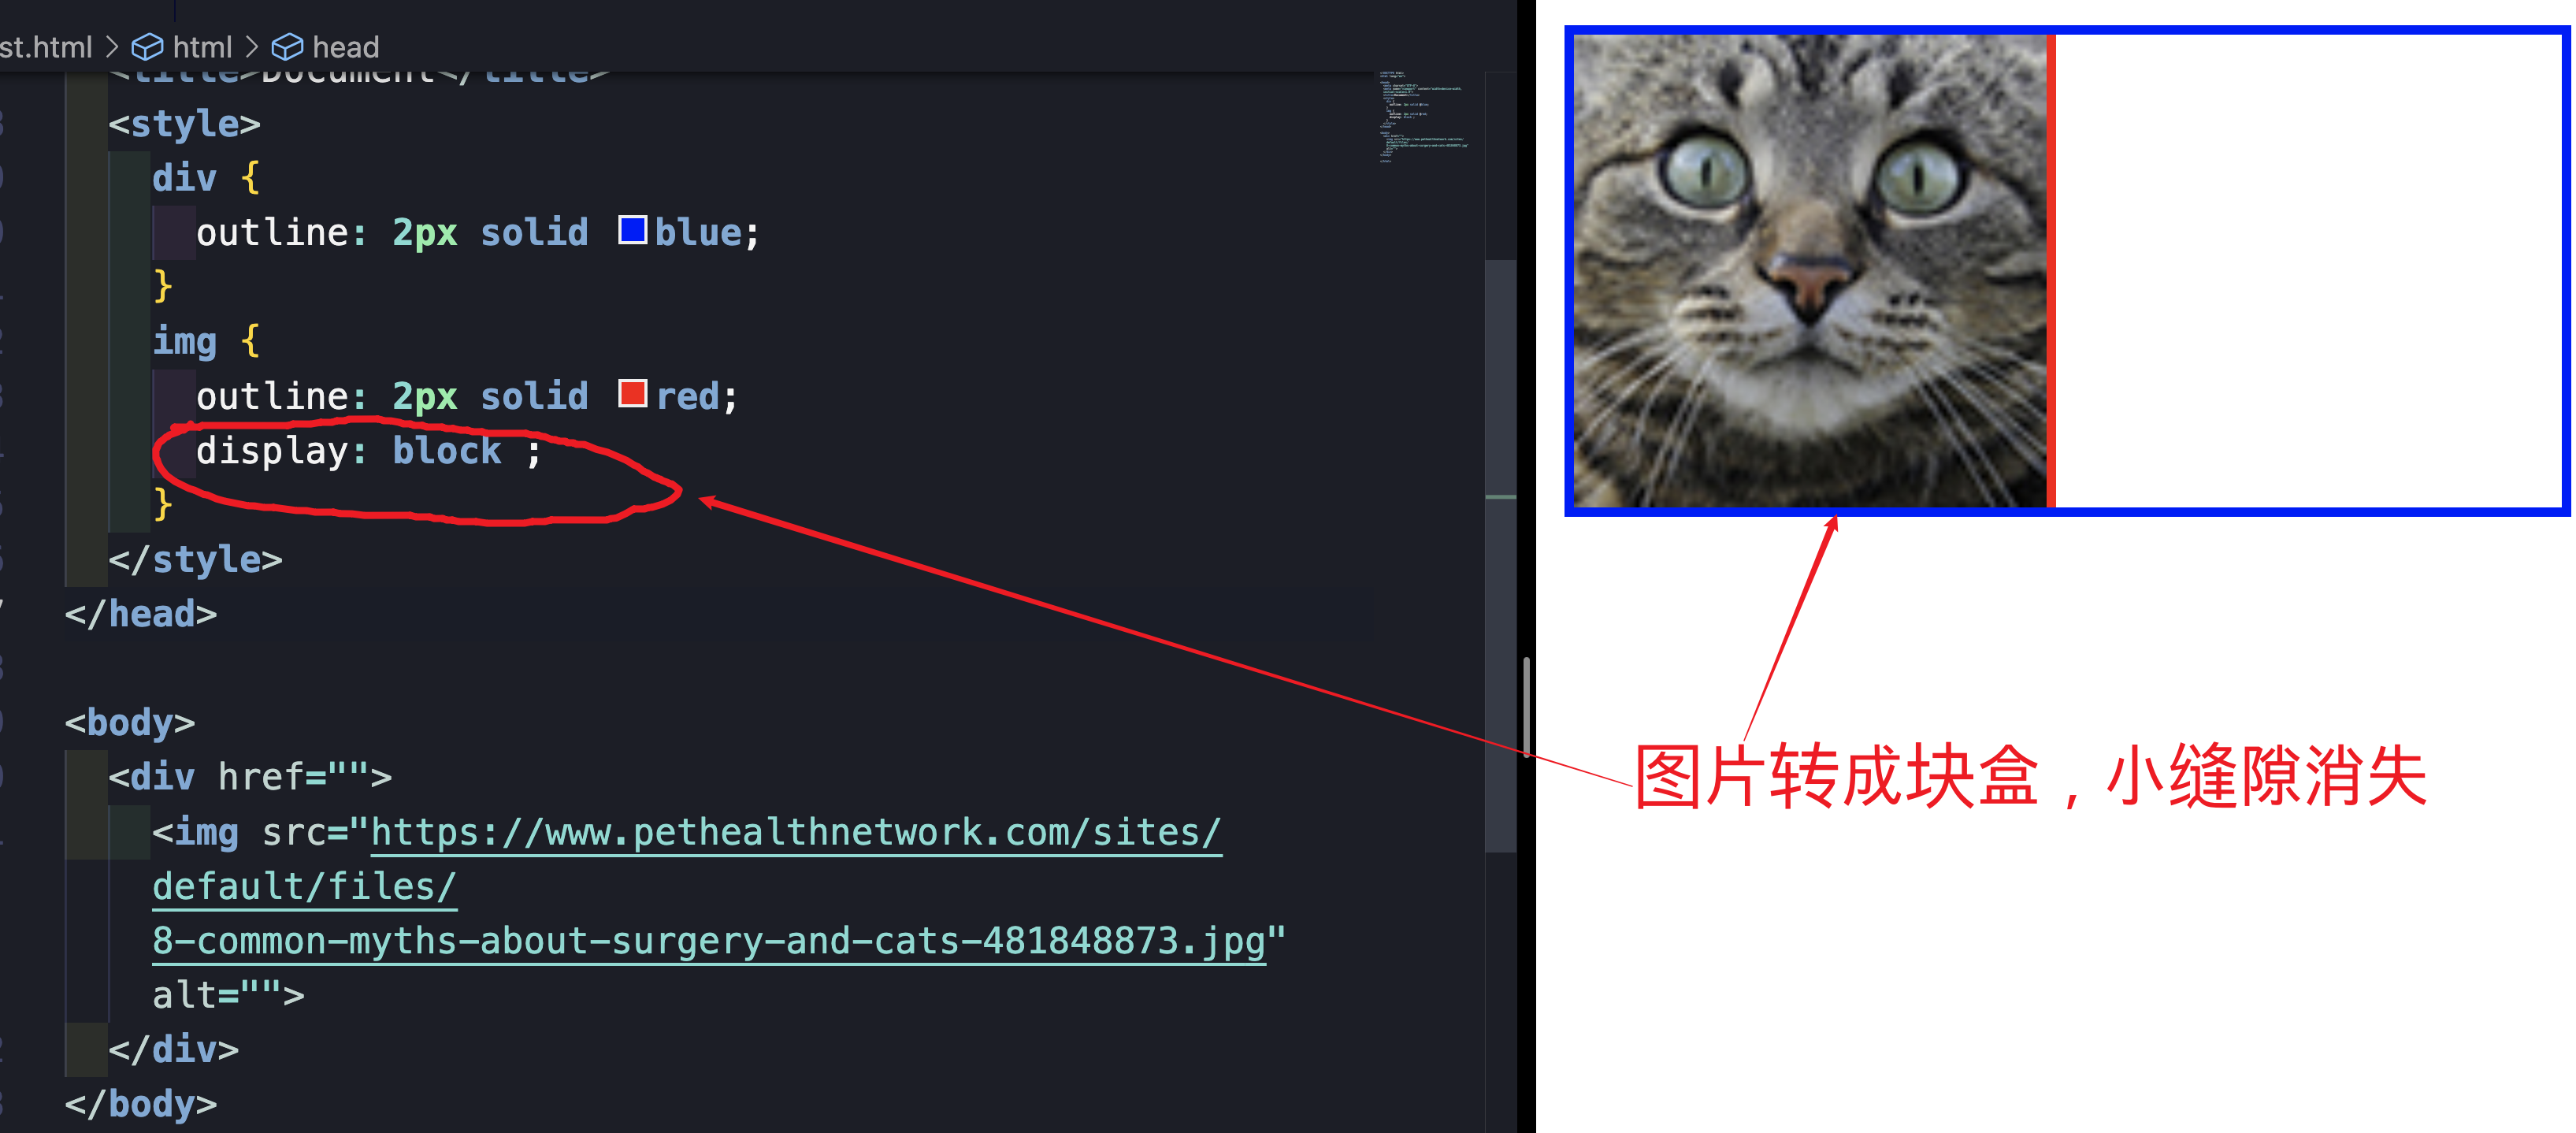 st.html > html > head
<title>Document</title>
<style>
div {
outline: 2px solid blue;
}
img {
outline: 2px solid red;
display: block ;
}
</style>
</head>
<body>
<div href="">
<img src="https://www.pethealthnetwork.com/sites/
default/files/
8-common-myths-about-surgery-and-cats-481848873.jpg"
alt="">
</div>
</body>
图片转成块盒，小缝隙消失